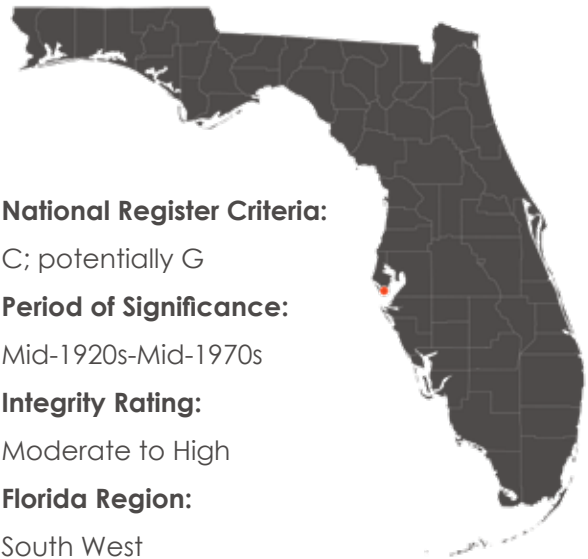 National Register Criteria:
C; potentially G
Period of Significance:
Mid-1920s-Mid-1970s
Integrity Rating:
Moderate to High
Florida Region:
South West